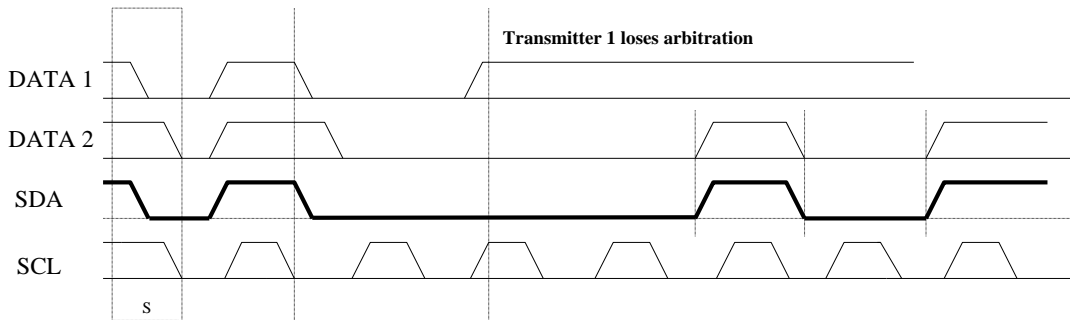 Transmitter 1 loses arbitration
DATA 1
DATA 2
SDA
SCL
S